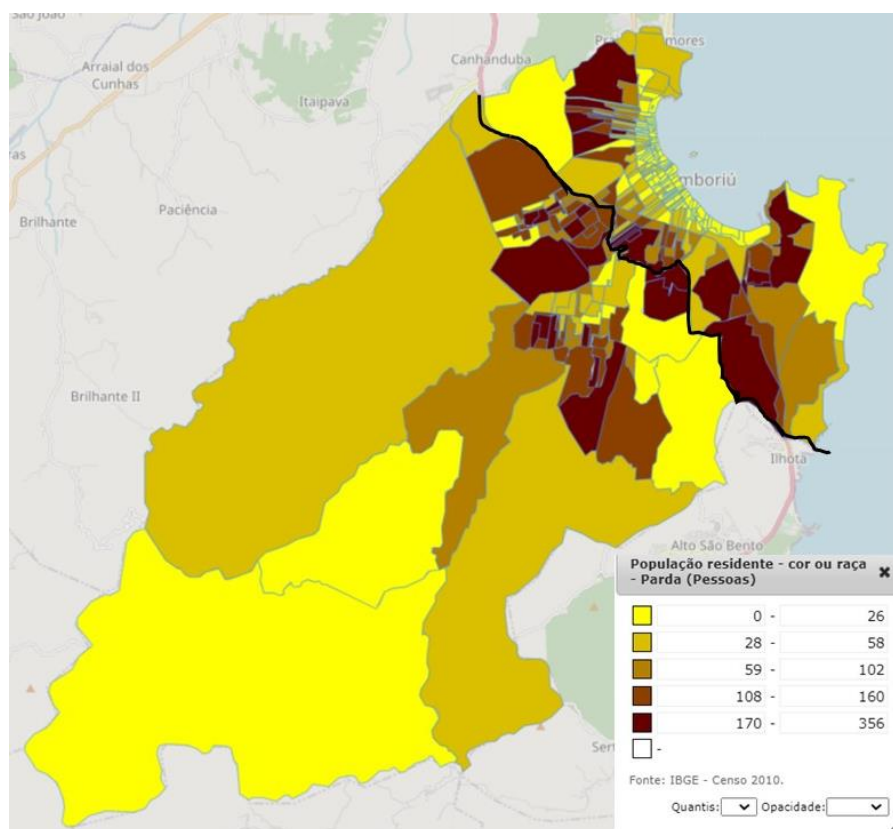 São João
Canhanduba
Arraial dos
Cunhas
Itaipava
mboriú
Paciência
Brilhante
Brilhante II
Ilhota
Alto São Bento
População residente - cor ou raça
- Parda (Pessoas)
0 - 26
28 - 58
59 - 102
108 - 160
170 - 356
-
Fonte: IBGE - Censo 2010.
Quantis: Opacidade: